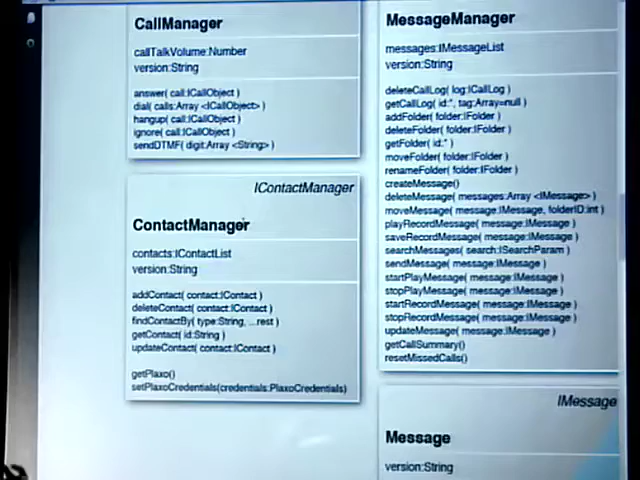 CallManager
callTalkVolume:Number
version:String
answer( call:ICallObject )
dial( calls:Array <ICallObject> )
hangup( call:ICallObject )
ignore( call:ICallObject )
sendDTMF( digit:Array <String> )
IContactManager
ContactManager
contacts:IContactList
version:String
addContact( contact:IContact )
deleteContact( contact:IContact )
findContactBy( type:String, ...rest )
getContact( id:String )
updateContact( contact:IContact )
getPlaxo()
setPlaxoCredentials(credentials:PlaxoCredentials)
MessageManager
messages:IMessageList
version:String
deleteCallLog( log:ICallLog )
getCallLog( id:*, tag:Array=null )
addFolder( folder:IFolder )
deleteFolder( folder:IFolder )
getFolder( id:* )
moveFolder( folder:IFolder )
renameFolder( folder:IFolder )
createMessage()
deleteMessage( messages:Array <IMessage> )
moveMessage( message:IMessage, folderID:int )
playRecordMessage( message:IMessage )
saveRecordMessage( message:IMessage )
searchMessages( search:ISearchParam )
sendMessage( message:IMessage )
startPlayMessage( message:IMessage )
stopPlayMessage( message:IMessage )
startRecordMessage( message:IMessage )
stopRecordMessage( message:IMessage )
updateMessage( message:IMessage )
getCallSummary()
resetMissedCalls()
IMessage
Message
version:String